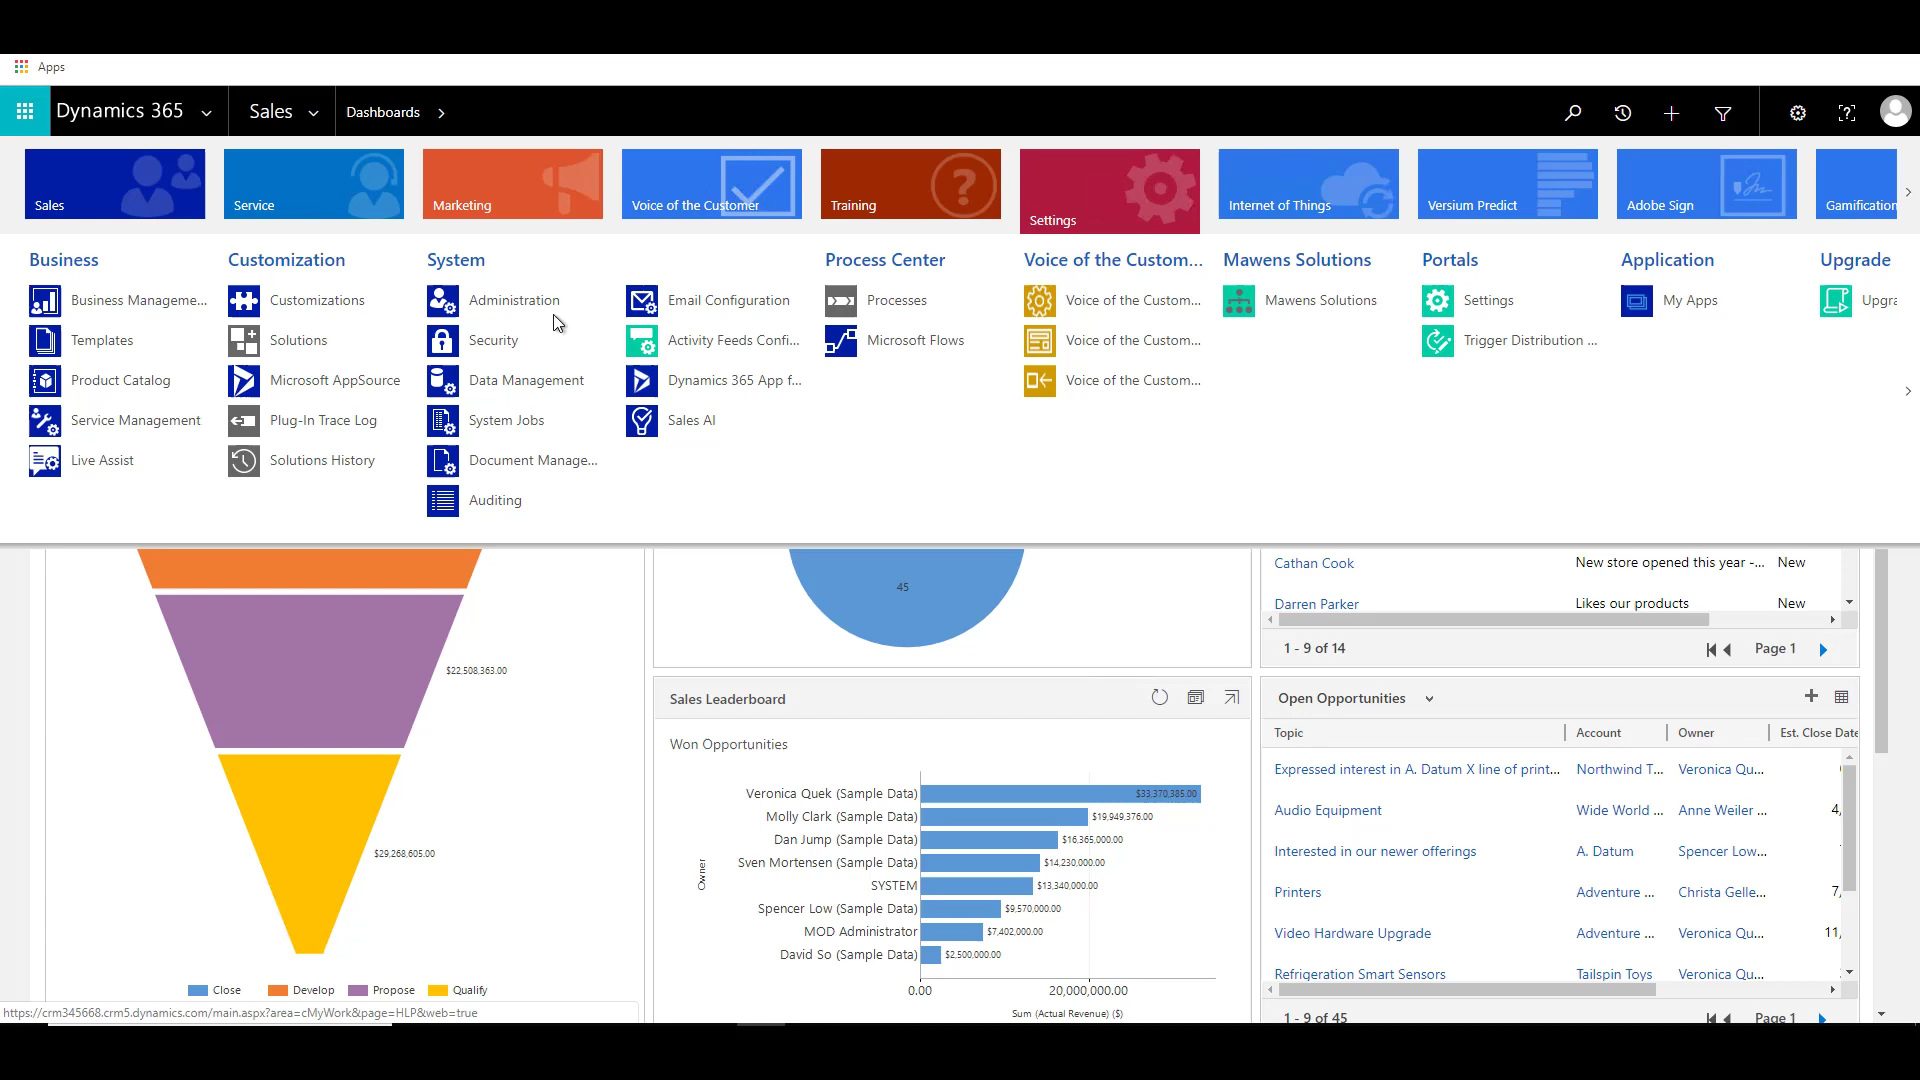 Apps
Dynamics 365
Sales
Dashboards
Sales
Service
Marketing
Voice of the Customer
Training
Settings
Internet of Things
Versium Predict
Adobe Sign
Gamification
Business
Customization
System
Process Center
Voice of the Custom...
Mawens Solutions
Portals
Application
Upgrade
Business Manageme...
Customizations
Administration
Email Configuration
Processes
Voice of the Custom...
Mawens Solutions
Settings
My Apps
Upgra
Templates
Solutions
Security
Activity Feeds Confi...
Microsoft Flows
Voice of the Custom...
Trigger Distribution ...
Product Catalog
Microsoft AppSource
Data Management
Dynamics 365 App f...
Voice of the Custom...
Service Management
Plug-In Trace Log
System Jobs
Sales AI
Live Assist
Solutions History
Document Manage...
Auditing
$22,508,363.00
$29,268,605.00
Close
Develop
Propose
Qualify
https://crm345668.crm5.dynamics.com/main.aspx?area=cMyWork&page=HLP&web=true
45
Sales Leaderboard
Won Opportunities
Owner
Veronica Quek (Sample Data)
$33,370,385.00
Molly Clark (Sample Data)
$19,949,376.00
Dan Jump (Sample Data)
$16,365,000.00
Sven Mortensen (Sample Data)
$14,230,000.00
SYSTEM
$13,340,000.00
Spencer Low (Sample Data)
$9,570,000.00
MOD Administrator
$7,402,000.00
David So (Sample Data)
$2,500,000.00
0.00
20,000,000.00
Sum (Actual Revenue) ($)
Cathan Cook
New store opened this year -...
New
Darren Parker
Likes our products
New
1 - 9 of 14
Page 1
Open Opportunities
Topic
Account
Owner
Est. Close Date
Expressed interest in A. Datum X line of print...
Northwind T...
Veronica Qu...
Audio Equipment
Wide World ...
Anne Weiler ...
4,
Interested in our newer offerings
A. Datum
Spencer Low...
Printers
Adventure ...
Christa Gelle...
7,
Video Hardware Upgrade
Adventure ...
Veronica Qu...
11,
Refrigeration Smart Sensors
Tailspin Toys
Veronica Qu...
1 - 9 of 45
Page 1